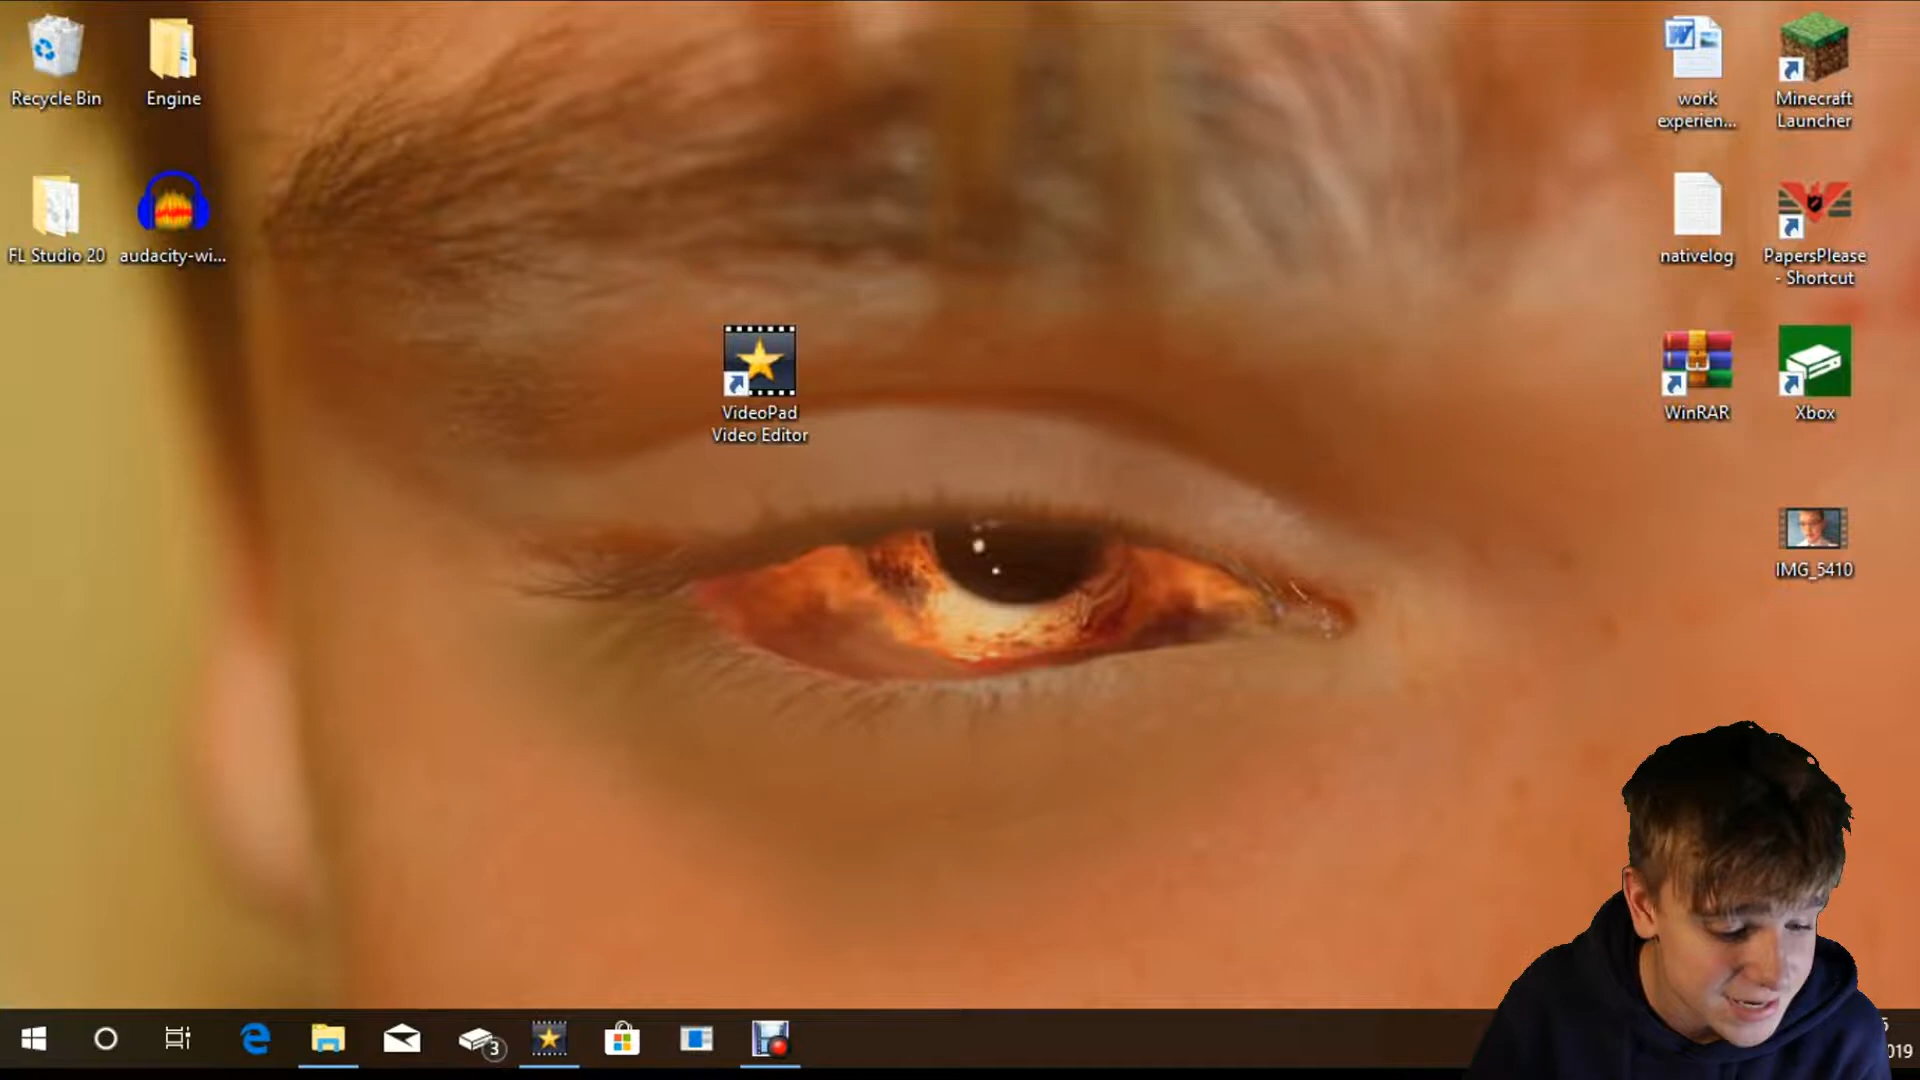 Recycle Bin
Engine
FL Studio 20
audacity-wi...
VideoPad
Video Editor
work
experien...
Minecraft
Launcher
nativelog
PapersPlease
- Shortcut
WinRAR
Xbox
IMG_5410
3
019